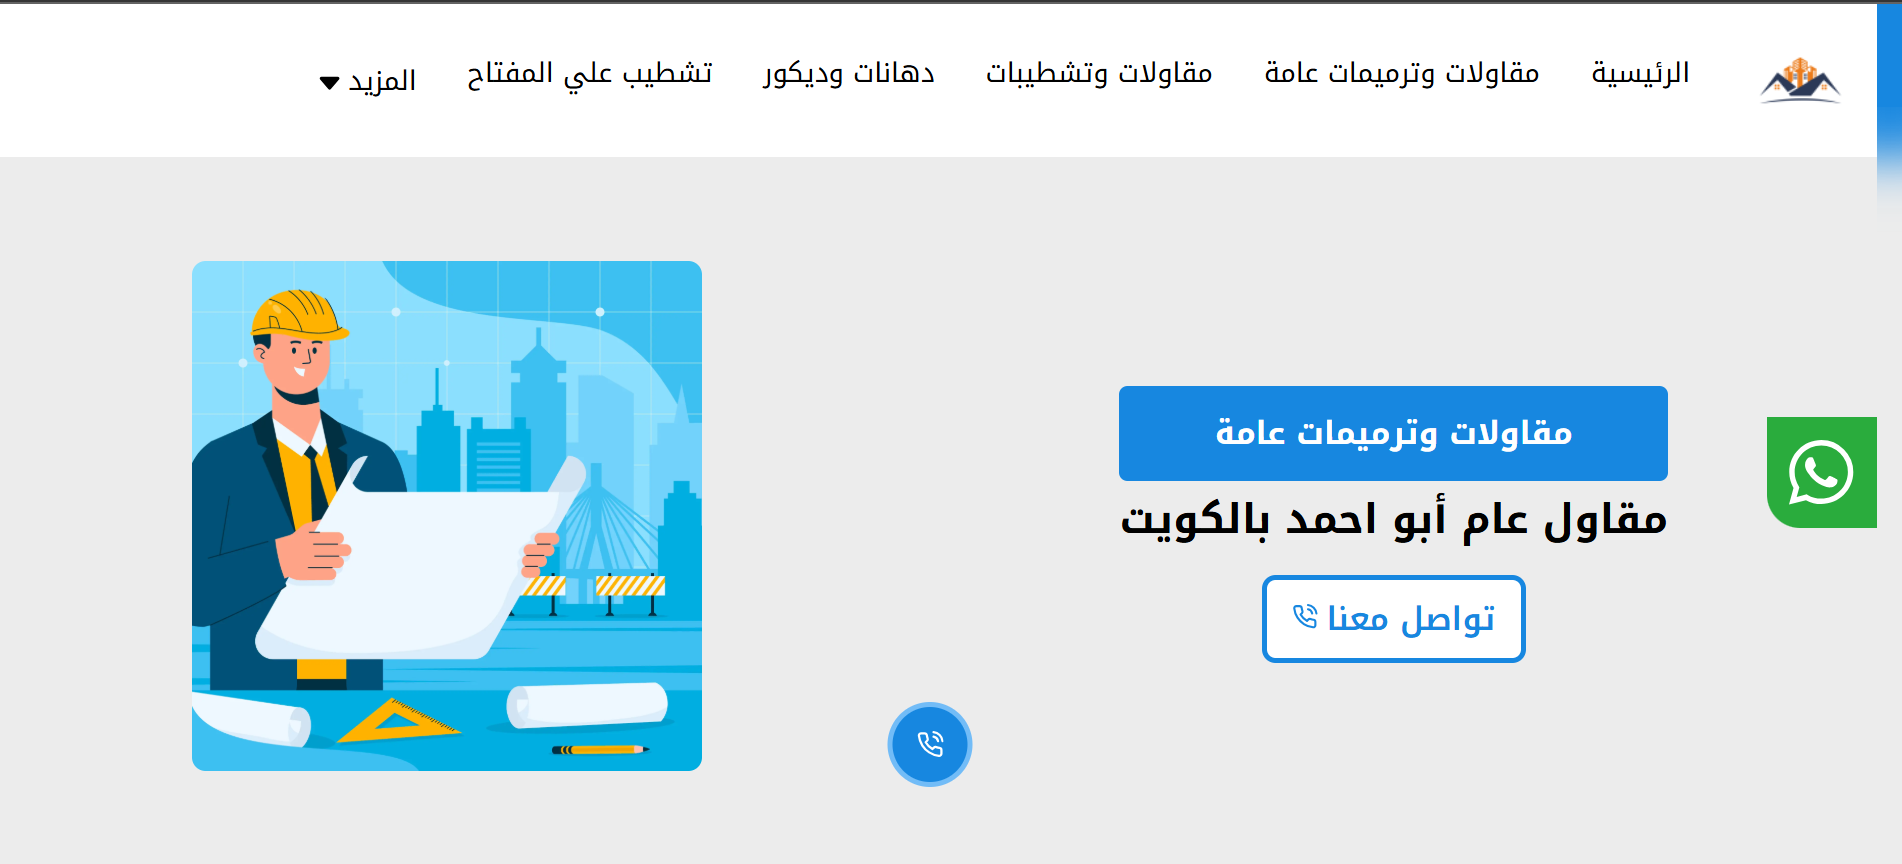 الرئيسية
مقاولات وترميمات عامة
مقاولات وتشطيبات
دهانات وديكور
تشطيب علي المفتاح
المزيد
مقاولات وترميمات عامة
مقاول عام أبو احمد بالكويت
تواصل معنا